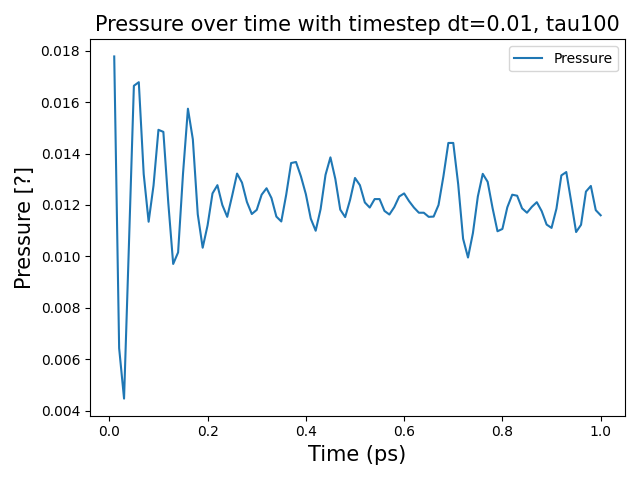 Pressure over time with timestep dt=0.01, tau100
Pressure
Pressure [?]
0.018
0.016
0.014
0.012
0.010
0.008
0.006
0.004
0.0 0.2 0.4 0.6 0.8 1.0
Time (ps)